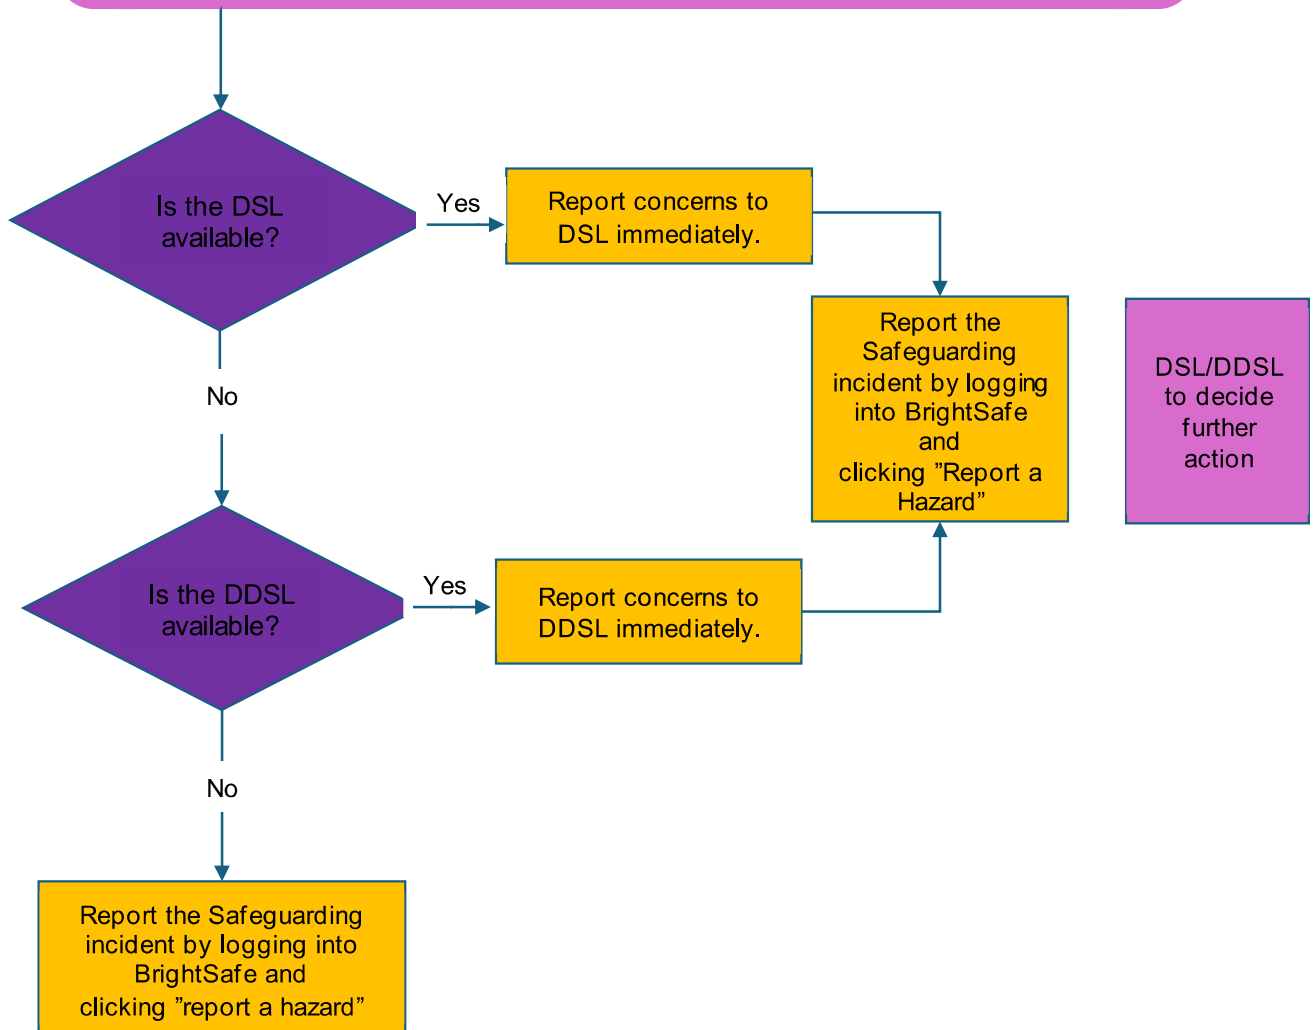 Is the DSL
available?
Yes
Report concerns to
DSL immediately.
Report the
Safeguarding
incident by logging
into BrightSafe
and
clicking ”Report a
Hazard”
DSL/DDSL
to decide
further
action
No
Is the DDSL
available?
Yes
Report concerns to
DDSL immediately.
No
Report the Safeguarding
incident by logging into
BrightSafe and
clicking ”report a hazard”